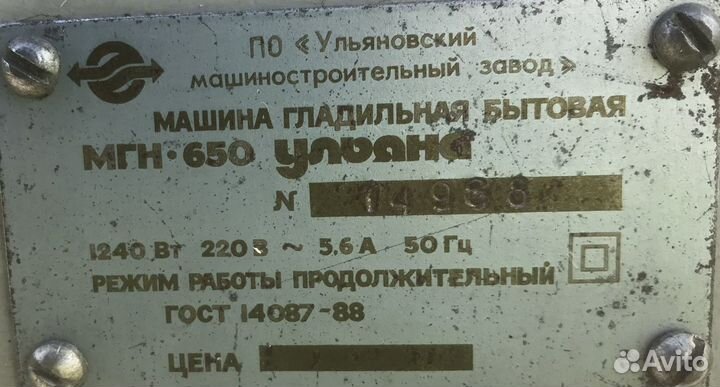 ПО «Ульяновский
машиностроительный завод»
МАШИНА ГЛАДИЛЬНАЯ БЫТОВАЯ
МГН·650 Ульяна
N
1240 Вт 220 В ~ 5.6 А 50 Гц
РЕЖИМ РАБОТЫ ПРОДОЛЖИТЕЛЬНЫЙ
ГОСТ 14087-88
ЦЕНА
Avito